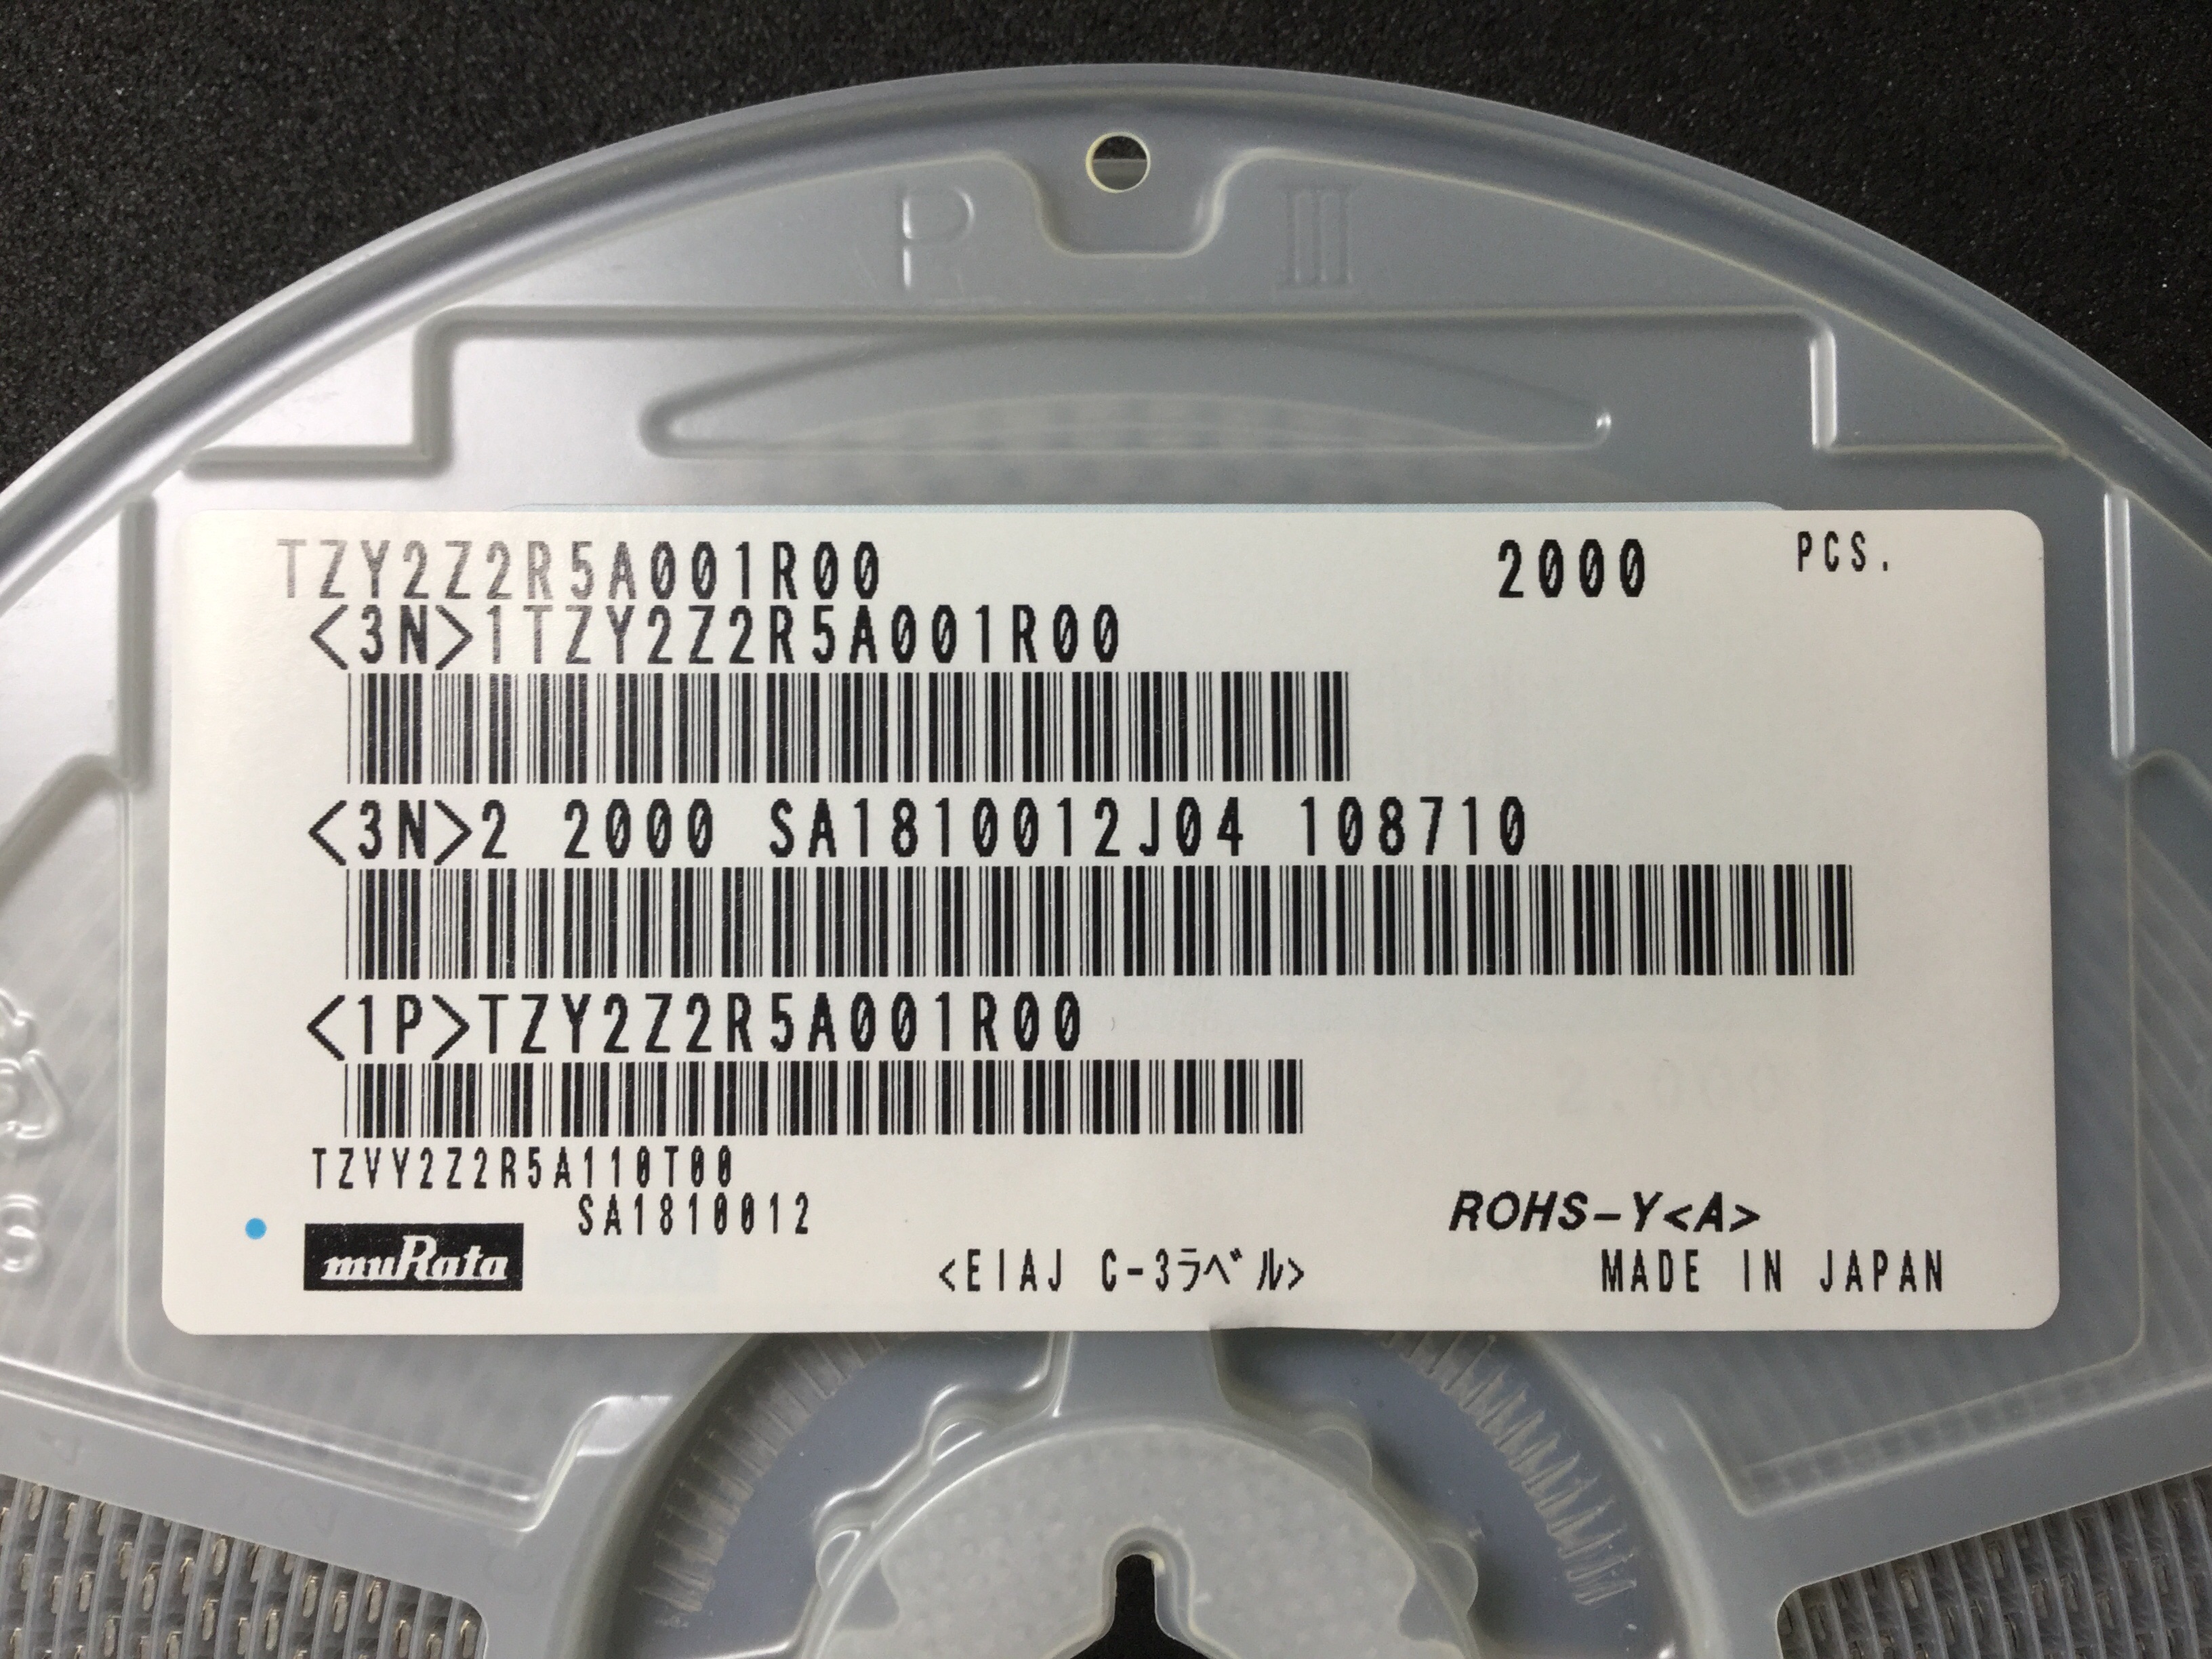 P III
TZY2Z2R5A001R00 2000 PCS.
<3N>1TZY2Z2R5A001R00
<3N>2 2000 SA1810012J04 108710
<1P>TZY2Z2R5A001R00
TZVY2Z2R5A110T00
SA1810012
ROHS-Y<A>
muRata
<EIAJ C-3ラベル>
MADE IN JAPAN